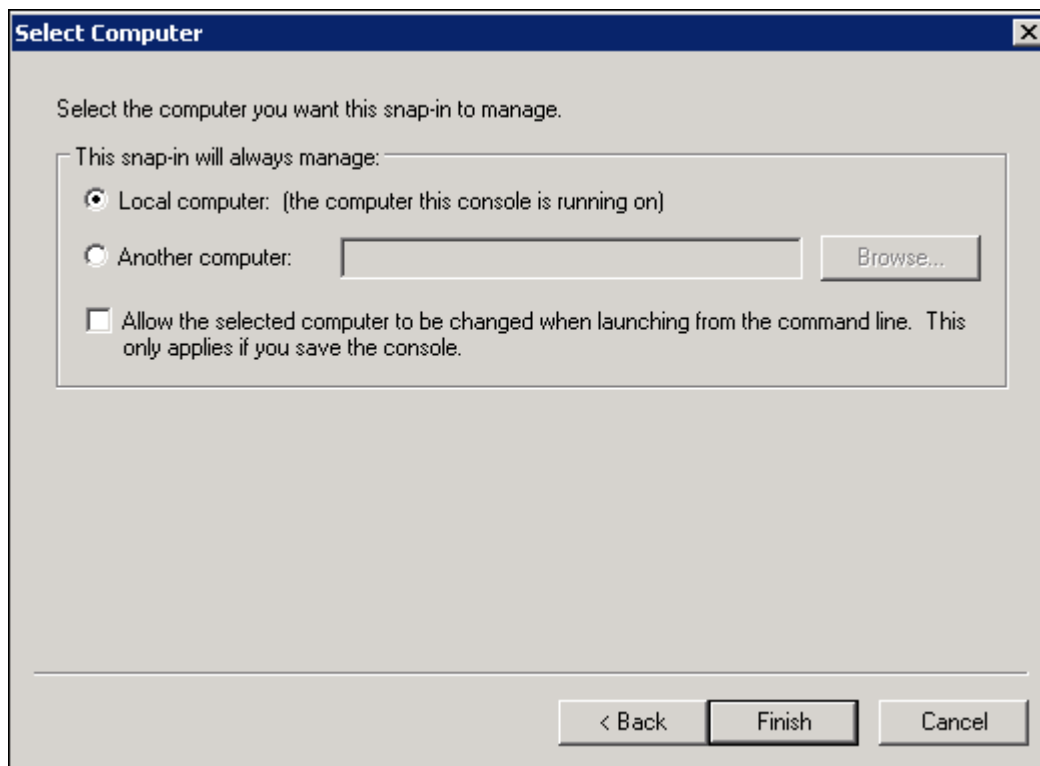 Select Computer
Select the computer you want this snap-in to manage.
This snap-in will always manage:
Local computer:  (the computer this console is running on)
Another computer:
Browse...
Allow the selected computer to be changed when launching from the command line.  This
only applies if you save the console.
< Back
Finish
Cancel